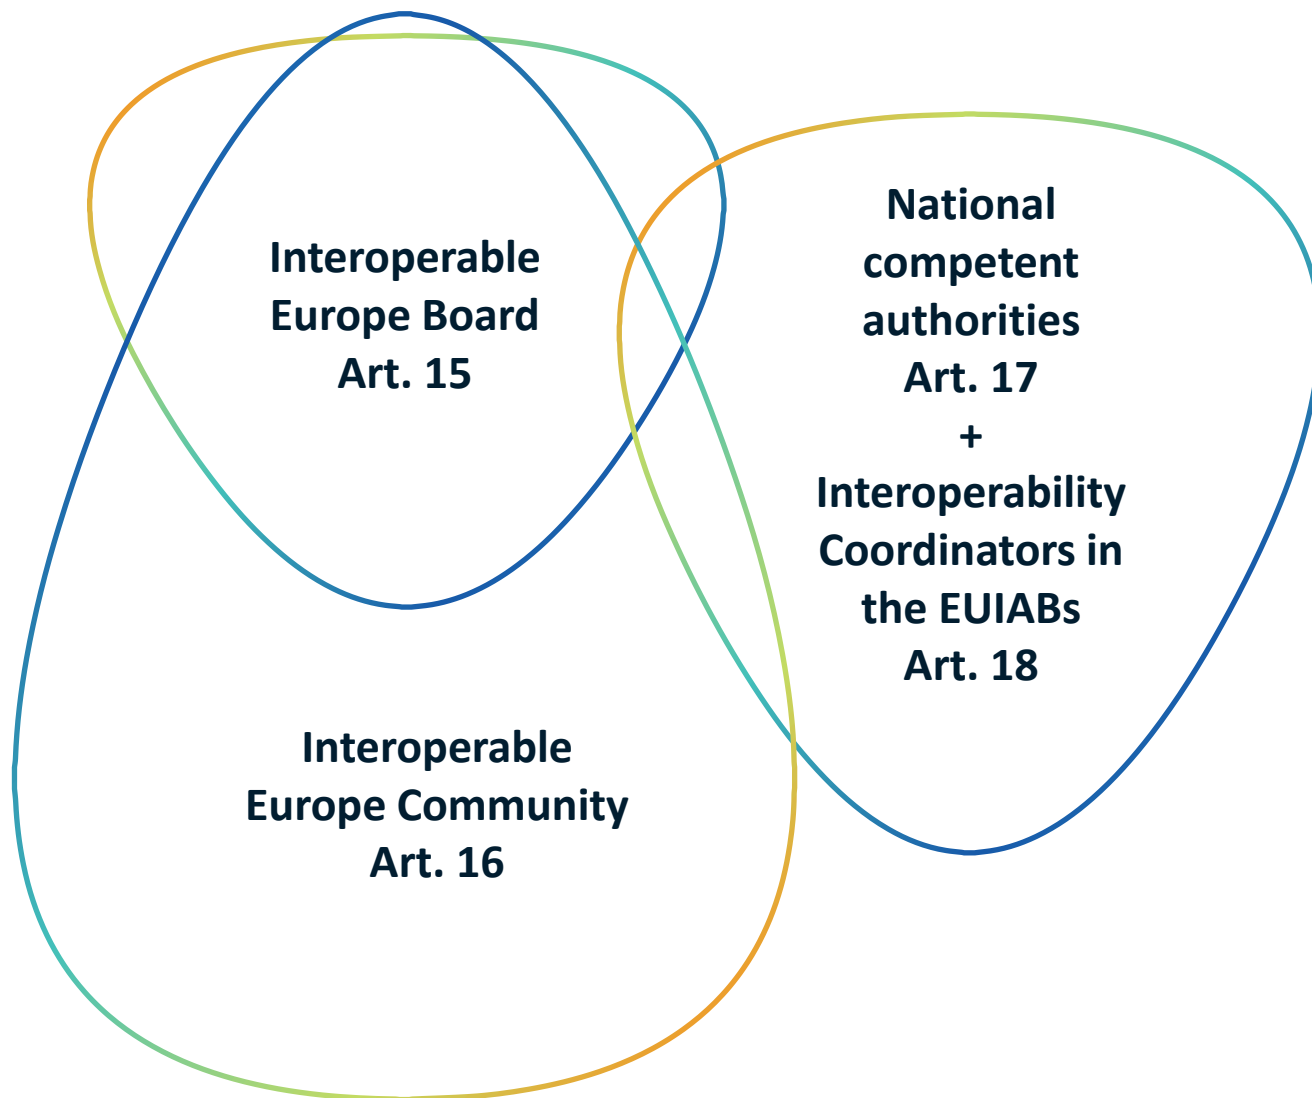 Interoperable
Europe Board
Art. 15
National
competent
authorities
Art. 17
+
Interoperability
Coordinators in
the EUIABs
Art. 18
Interoperable
Europe Community
Art. 16